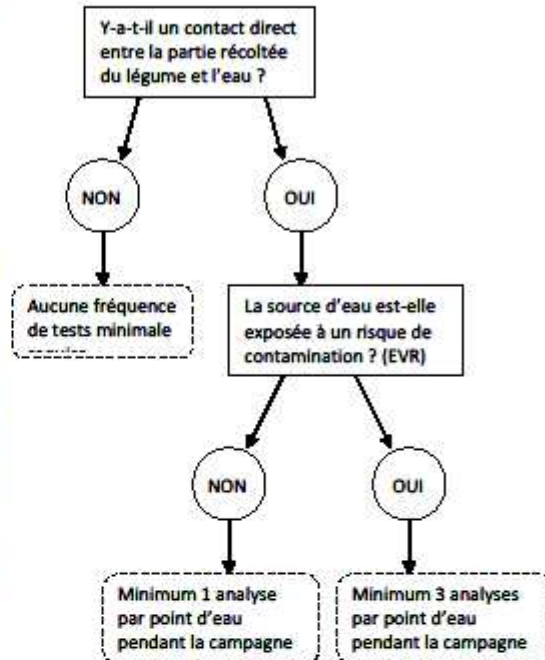 Y-a-t-il un contact direct
entre la partie récoltée
du légume et l'eau ?
NON
OUI
Aucune fréquence
de tests minimale
La source d'eau est-elle
exposée à un risque de
contamination ? (EVR)
NON
OUI
Minimum 1 analyse
par point d'eau
pendant la campagne
Minimum 3 analyses
par point d'eau
pendant la campagne